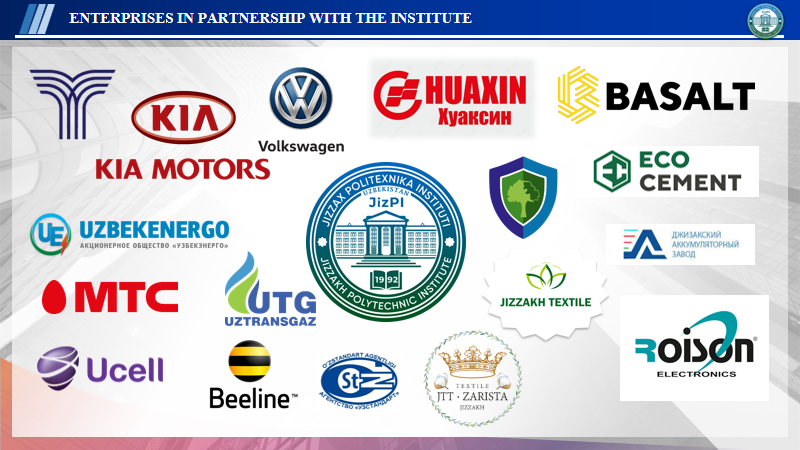 ENTERPRISES IN PARTNERSHIP WITH THE INSTITUTE
KIA
KIA MOTORS
Volkswagen
HUAXIN
Хуаксин
BASALT
ECO
CEMENT
UE
UZBEKENERGO
АКЦИОНЕРНОЕ ОБЩЕСТВО «УЗБЕКЭНЕРГО»
JIZZAX POLITEXNIKA INSTITUTI
UZBEKISTAN
JizPI
1992
JIZZAKH POLYTECHNIC INSTITUTE
ДЖИЗАКСКИЙ
АККУМУЛЯТОРНЫЙ
ЗАВОД
МТС
UTG
UZTRANSGAZ
JIZZAKH TEXTILE
ROISON
ELECTRONICS
Ucell
Beeline™
O'ZSTANDART AGENTLIGI
АГЕНТСТВО «УЗСТАНДАРТ»
TEXTILE
JTT · ZARISTA
JIZZAKH